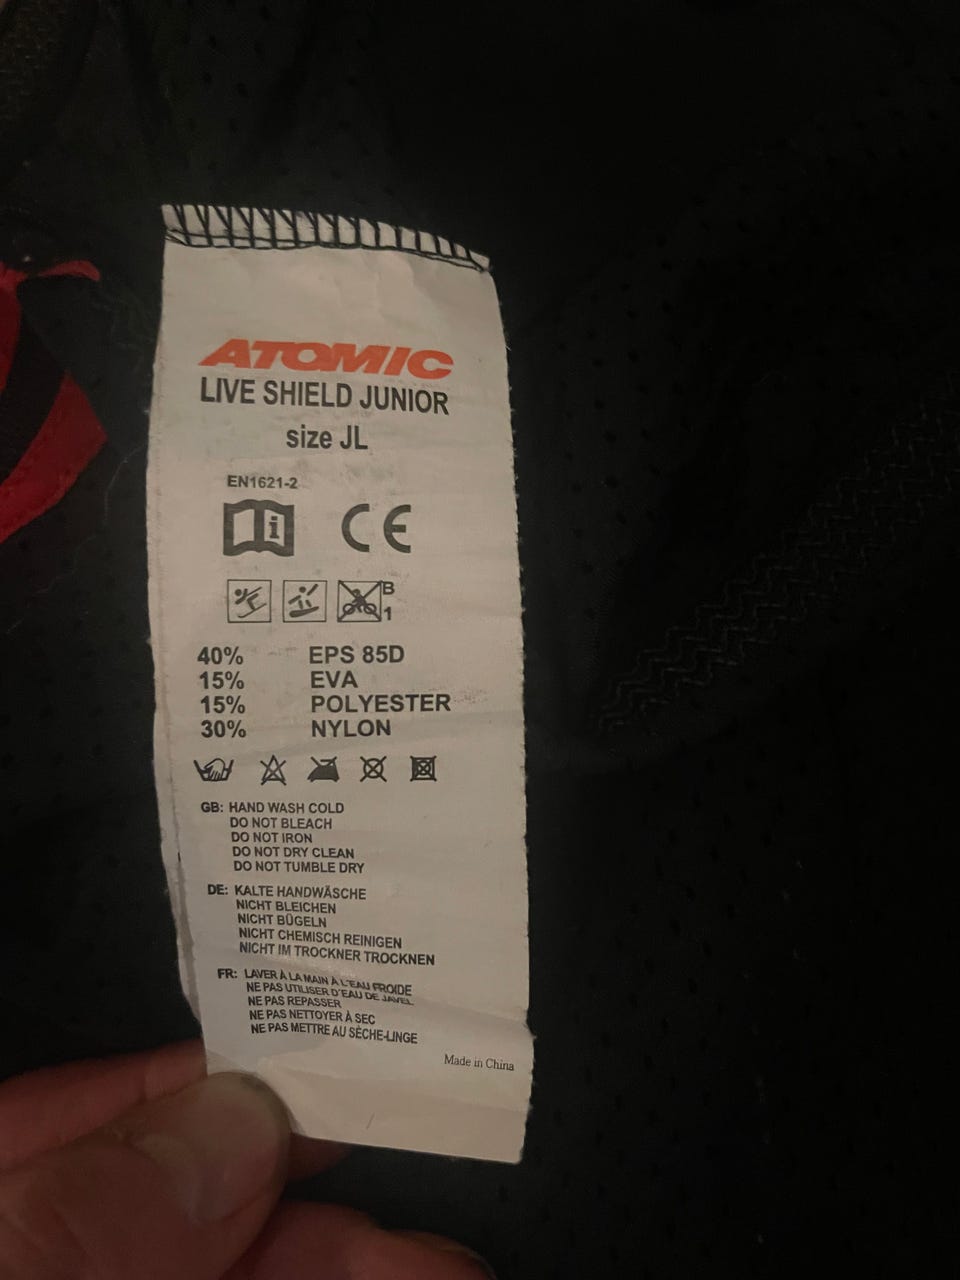 ATOMIC
LIVE SHIELD JUNIOR
size JL
EN1621-2
i CE
B
1
40% EPS 85D
15% EVA
15% POLYESTER
30% NYLON
GB: HAND WASH COLD
DO NOT BLEACH
DO NOT IRON
DO NOT DRY CLEAN
DO NOT TUMBLE DRY
DE: KALTE HANDWÄSCHE
NICHT BLEICHEN
NICHT BÜGELN
NICHT CHEMISCH REINIGEN
NICHT IM TROCKNER TROCKNEN
FR: LAVER À LA MAIN À L'EAU FROIDE
NE PAS UTILISER D'EAU DE JAVEL
NE PAS REPASSER
NE PAS NETTOYER À SEC
NE PAS METTRE AU SÈCHE-LINGE
Made in China